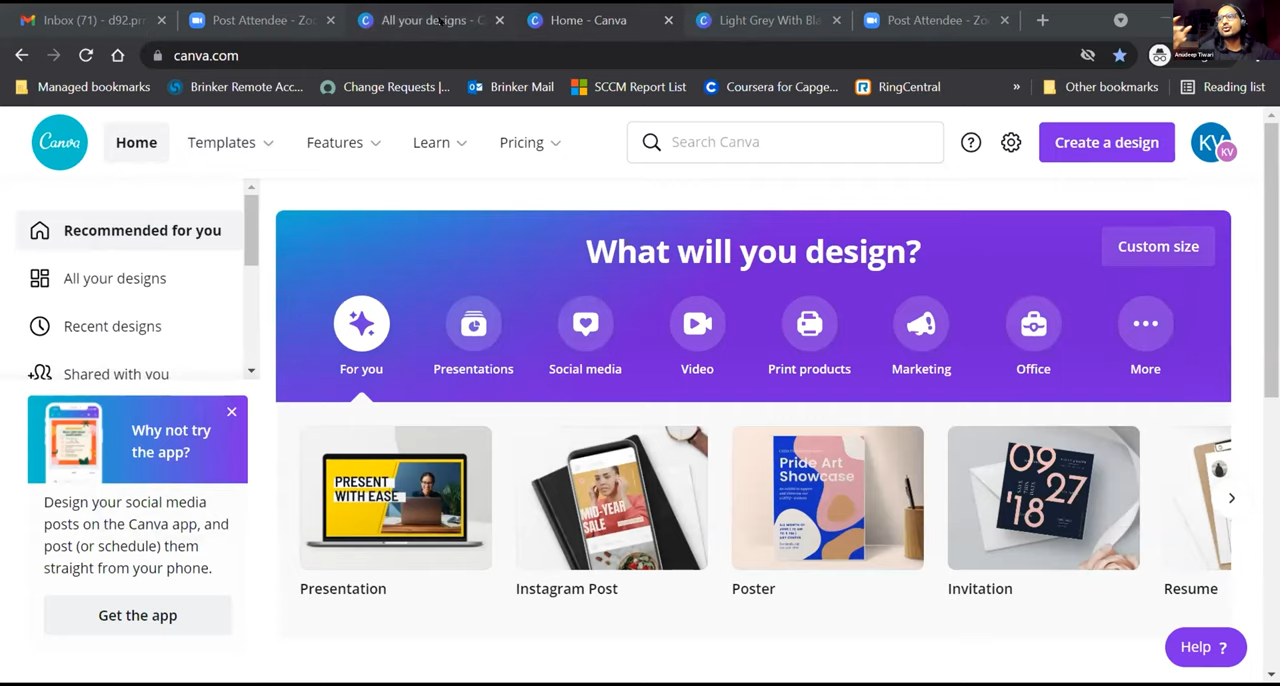 Inbox (71) - d92.prr
Post Attendee - Zoo
All your designs - C
Home - Canva
Light Grey With Bla
Post Attendee - Zoo
canva.com
Managed bookmarks
Brinker Remote Acc...
Change Requests |...
Brinker Mail
SCCM Report List
Coursera for Capge...
RingCentral
»
Other bookmarks
Reading list
Canva
Home
Templates
Features
Learn
Pricing
Search Canva
Create a design
KV
KV
Recommended for you
All your designs
Recent designs
Shared with you
Why not try
the app?
Design your social media
posts on the Canva app, and
post (or schedule) them
straight from your phone.
Get the app
What will you design?
Custom size
For you
Presentations
Social media
Video
Print products
Marketing
Office
More
PRESENT
WITH EASE
MID-YEAR
SALE
Pride Art
Showcase
09
27
'18
Presentation
Instagram Post
Poster
Invitation
Resume
Help ?